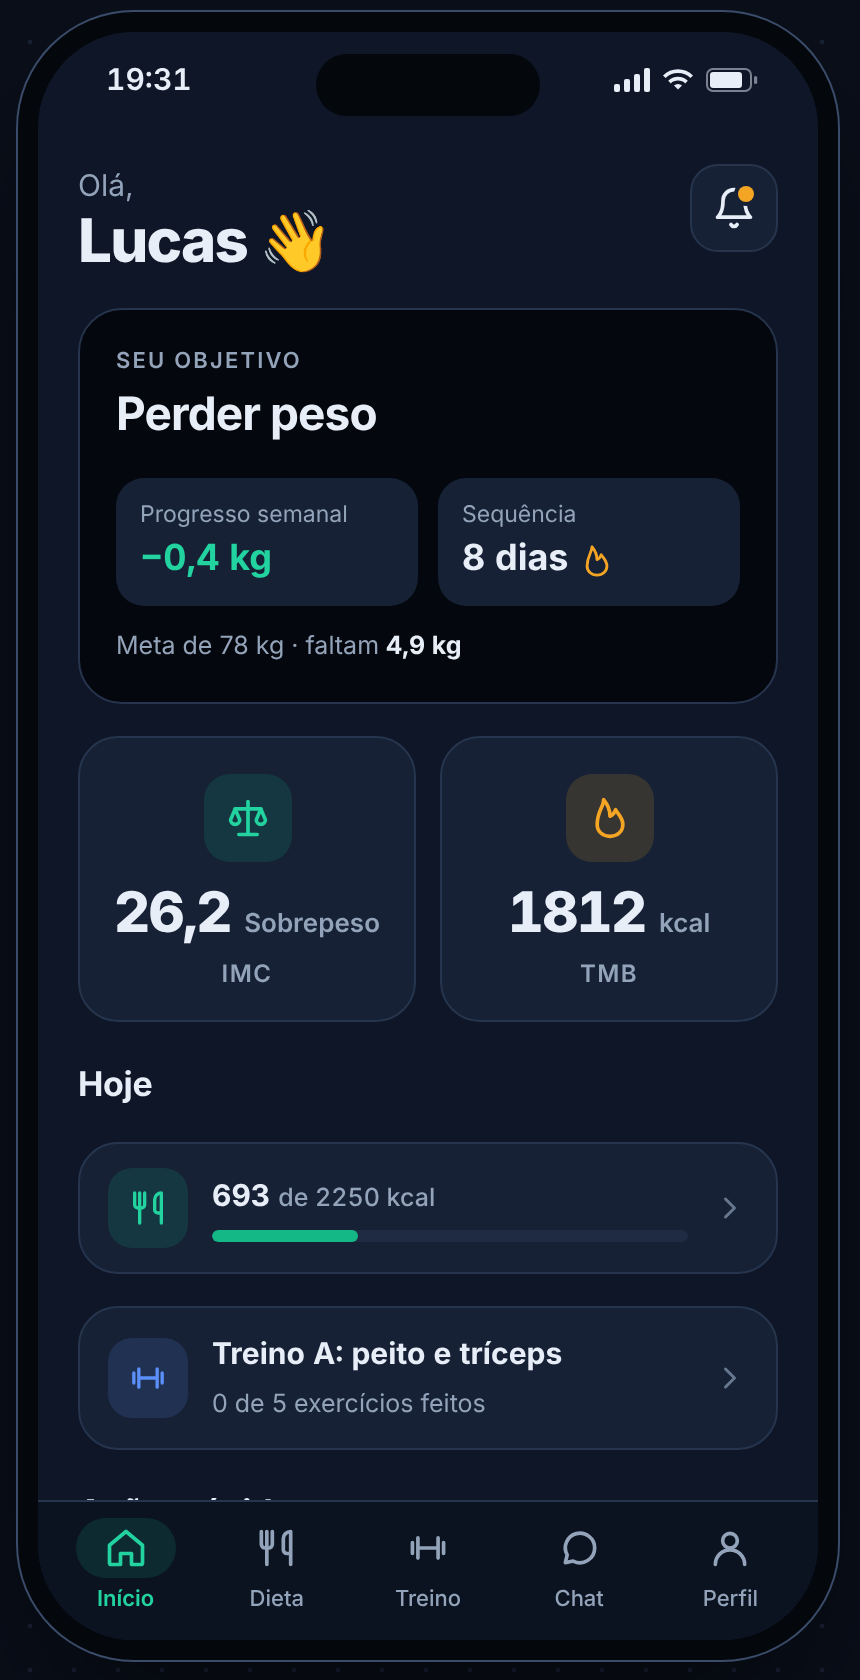 19:31
Olá,
Lucas 👋
SEU OBJETIVO
Perder peso
Progresso semanal
−0,4 kg
Sequência
8 dias
Meta de 78 kg · faltam 4,9 kg
26,2 Sobrepeso
IMC
1812 kcal
TMB
Hoje
693 de 2250 kcal
Treino A: peito e tríceps
0 de 5 exercícios feitos
Início
Dieta
Treino
Chat
Perfil